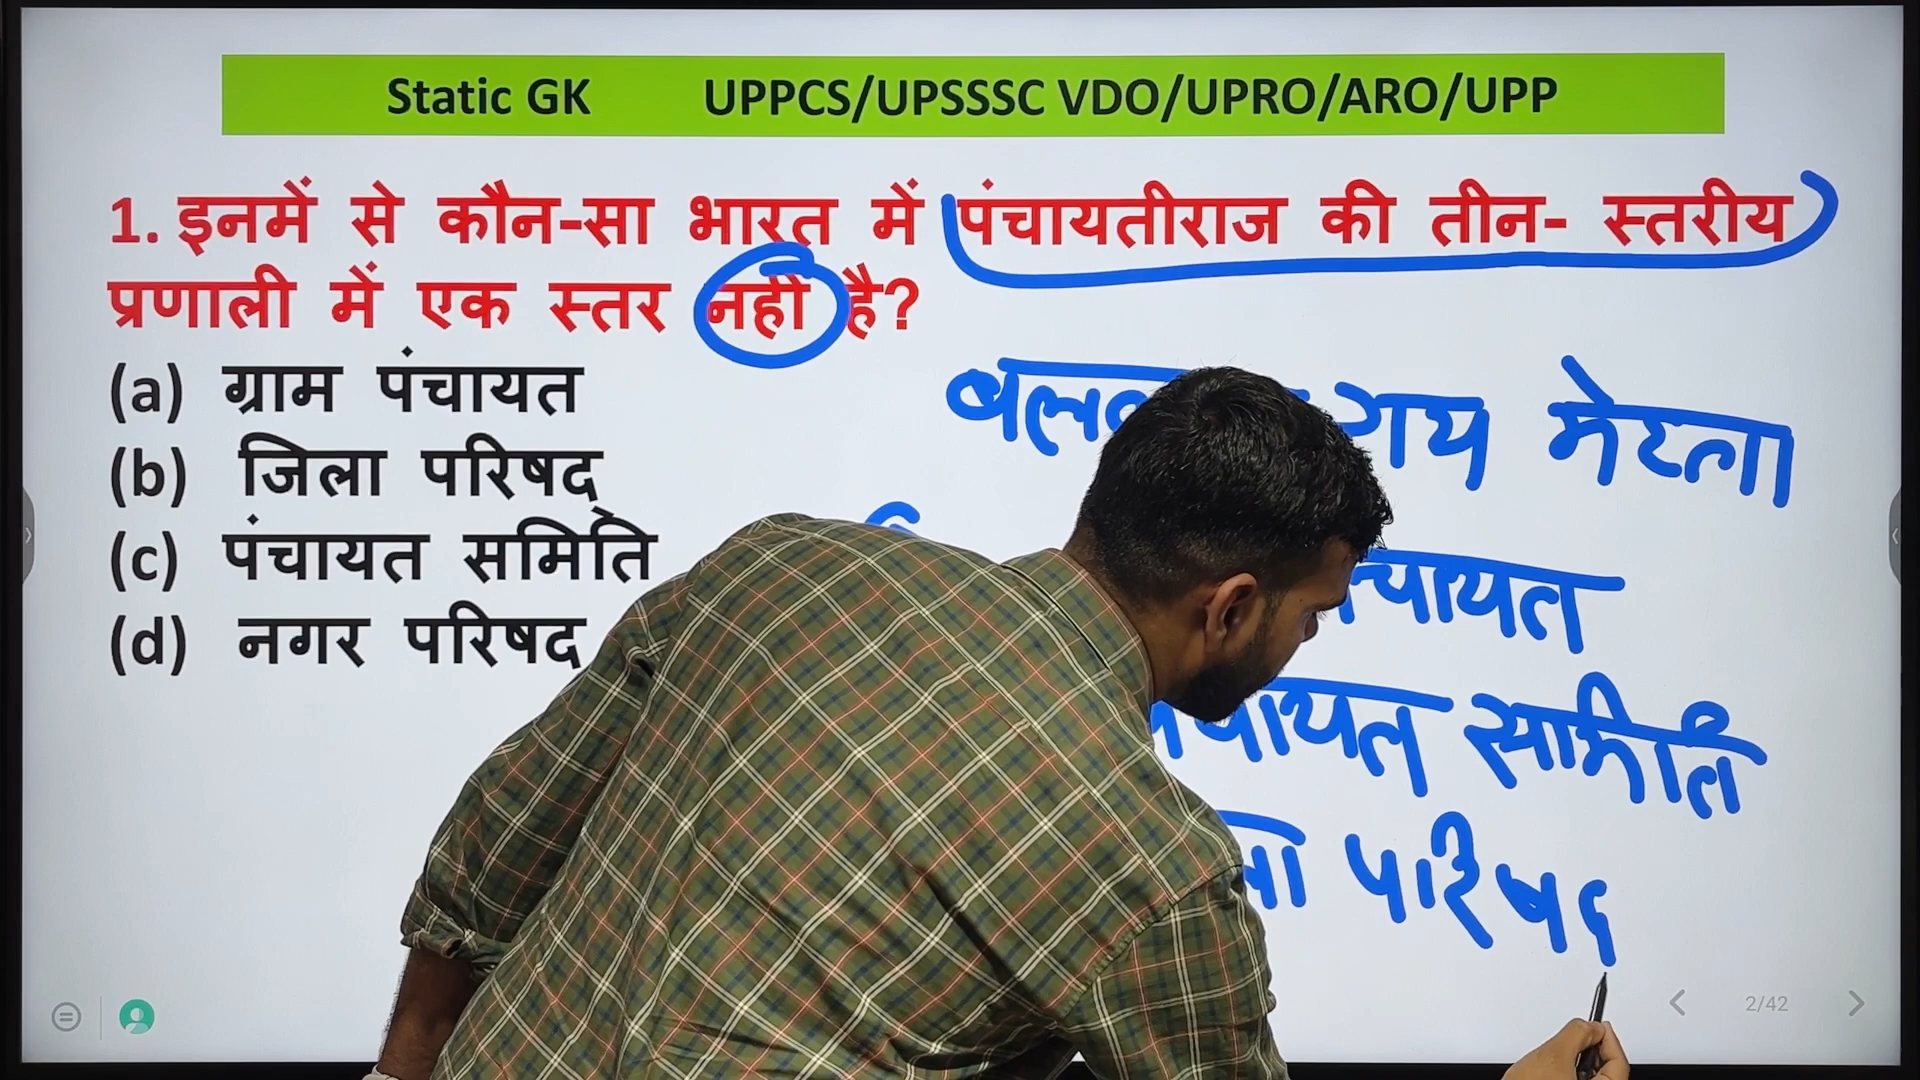 Static GK UPPCS/UPSSSC VDO/UPRO/ARO/UPP
1. इनमें से कौन-सा भारत में पंचायतीराज की तीन- स्तरीय
प्रणाली में एक स्तर नहीं है?
(a) ग्राम पंचायत
(b) जिला परिषद्
(c) पंचायत समिति
(d) नगर परिषद
मेहता
समिति
परिषद
2/42